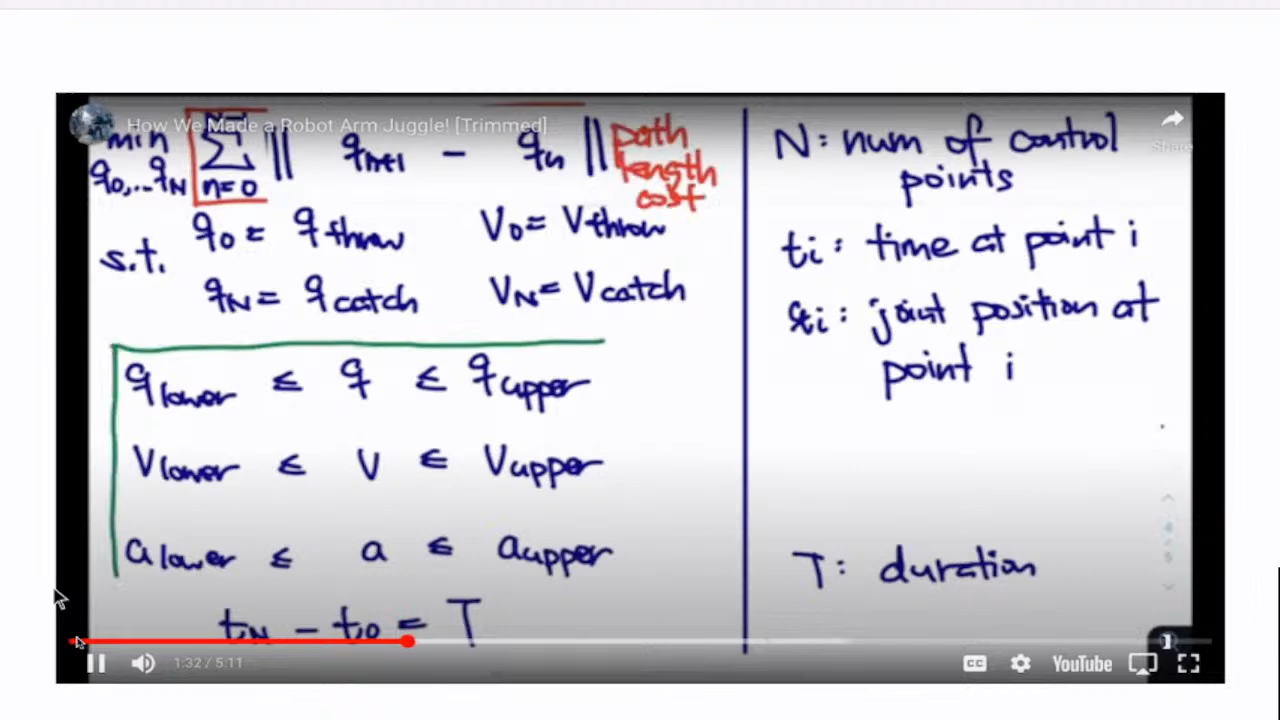 How We Made a Robot Arm Juggle! [Trimmed]
Share
min q0,...qN Σ n=0 || qn+1 - qn || path length cost
s.t. q0 = qthrow V0 = Vthrow
qN = qcatch VN = Vcatch
qlower ≤ q ≤ qupper
Vlower ≤ V ≤ Vupper
alower ≤ a ≤ aupper
tN - t0 = T
N: num of control
points
ti: time at point i
qi: joint position at
point i
T: duration
1:32 / 5:11
CC
YouTube